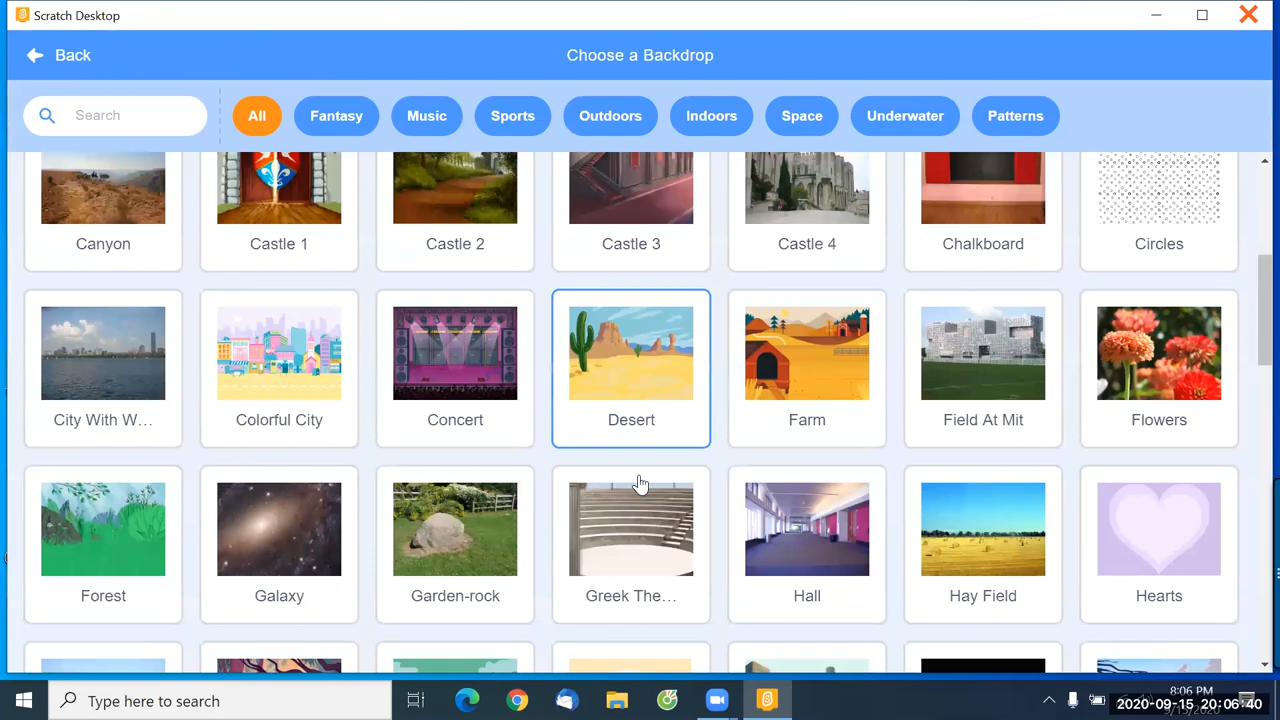 Scratch Desktop
Back
Choose a Backdrop
Search
All
Fantasy
Music
Sports
Outdoors
Indoors
Space
Underwater
Patterns
Canyon
Castle 1
Castle 2
Castle 3
Castle 4
Chalkboard
Circles
City With W...
Colorful City
Concert
Desert
Farm
Field At Mit
Flowers
Forest
Galaxy
Garden-rock
Greek The...
Hall
Hay Field
Hearts
Type here to search
8:06 PM
2020-09-15 20:06:40